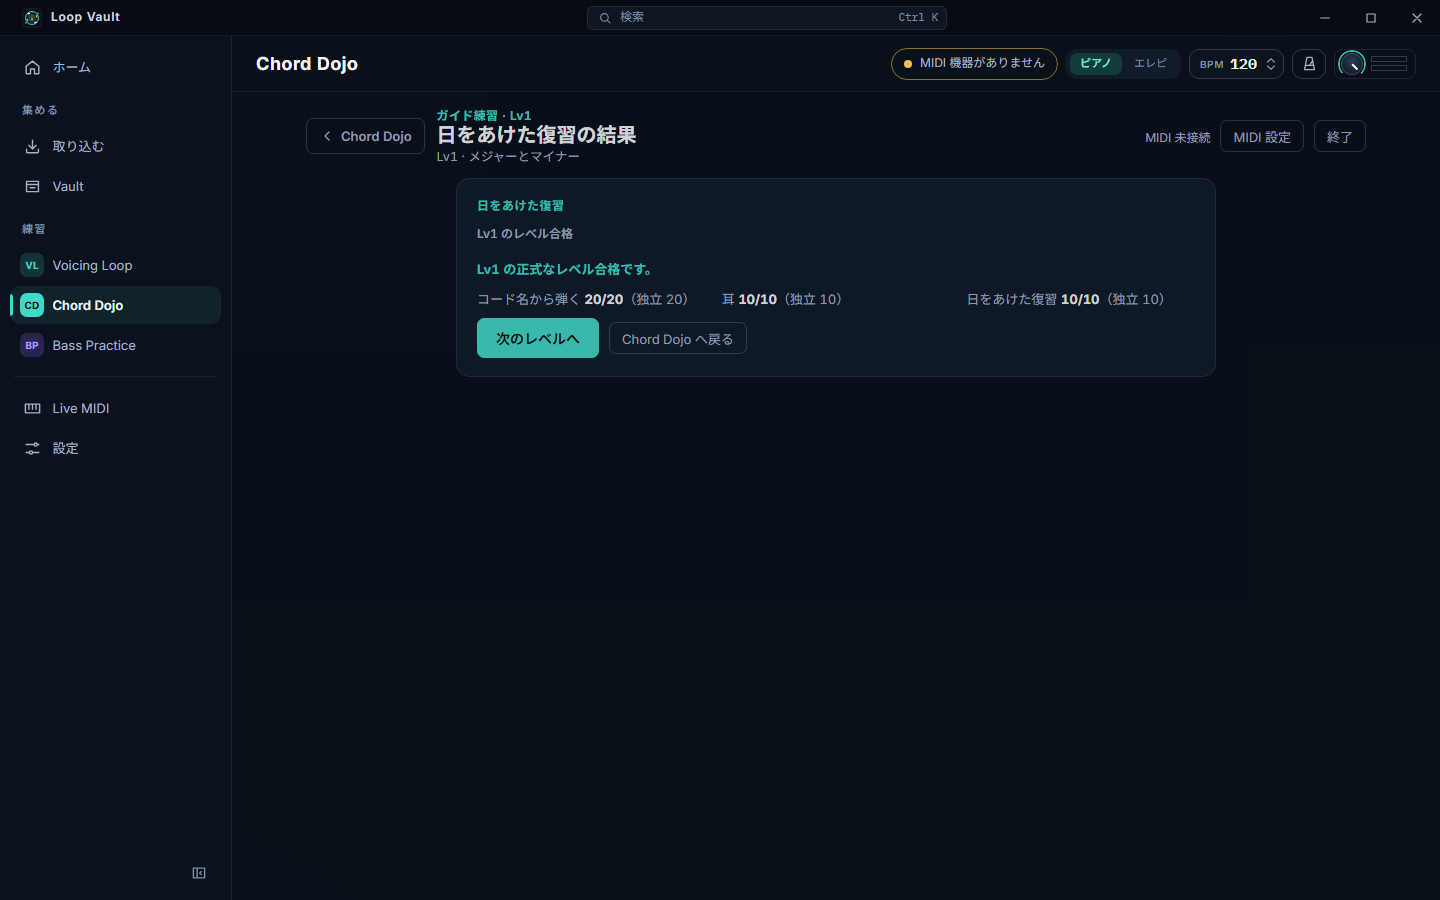 Loop Vault
検索
Ctrl K
ホーム
集める
取り込む
Vault
練習
VL Voicing Loop
CD Chord Dojo
BP Bass Practice
Live MIDI
設定
Chord Dojo
MIDI 機器がありません
ピアノ
エレピ
BPM 120
Chord Dojo
ガイド練習 · Lv1
日をあけた復習の結果
Lv1 · メジャーとマイナー
MIDI 未接続
MIDI 設定
終了
日をあけた復習
Lv1 のレベル合格
Lv1 の正式なレベル合格です。
コード名から弾く 20/20（独立 20）
耳 10/10（独立 10）
日をあけた復習 10/10（独立 10）
次のレベルへ
Chord Dojo へ戻る